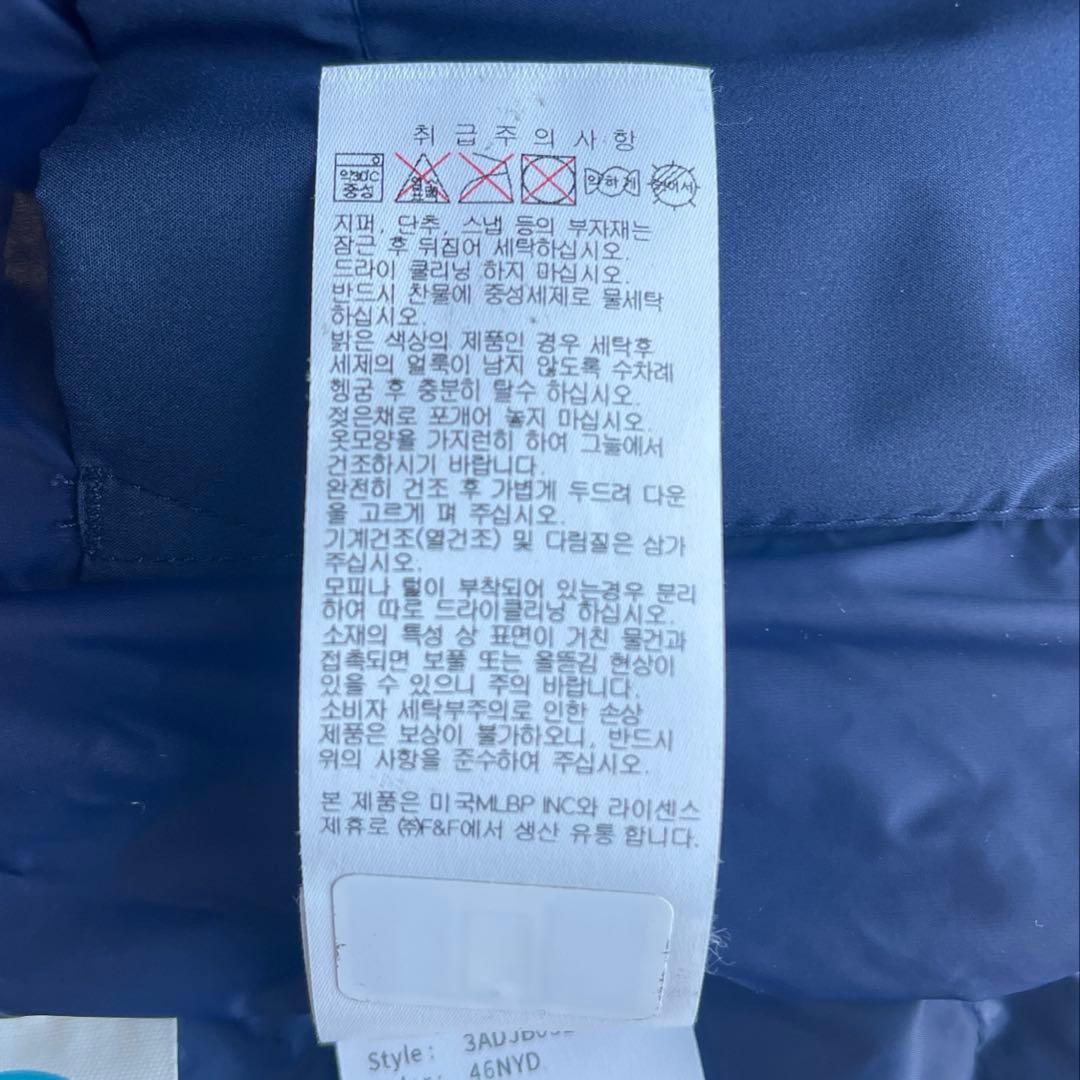 취급주의사항
약30℃
중성
약하게
지퍼, 단추, 스냅 등의 부자재는
잠근 후 뒤집어 세탁하십시오.
드라이 쿨리닝 하지 마십시오.
반드시 찬물에 중성세제로 물세탁
하십시오.
밝은 색상의 제품인 경우 세탁후
세제의 얼룩이 남지 않도록 수차례
헹굼 후 충분히 탈수 하십시오.
젖은채로 포개어 놓지 마십시오.
옷모양을 가지런히 하여 그늘에서
건조하시기 바랍니다.
완전히 건조 후 가볍게 두드려 다운
을 고르게 펴 주십시오.
기계건조(열건조) 및 다림질은 삼가
주십시오.
모피나 털이 부착되어 있는경우 분리
하여 따로 드라이클리닝 하십시오.
소재의 특성 상 표면이 거친 물건과
접촉되면 보풀 또는 올뜯김 현상이
있을 수 있으니 주의 바랍니다.
소비자 세탁부주의로 인한 손상
제품은 보상이 불가하오니, 반드시
위의 사항을 준수하여 주십시오.
본 제품은 미국MLBP INC와 라이센스
제휴로 ㈜F&F에서 생산 유통 합니다.
Style :
46NYD